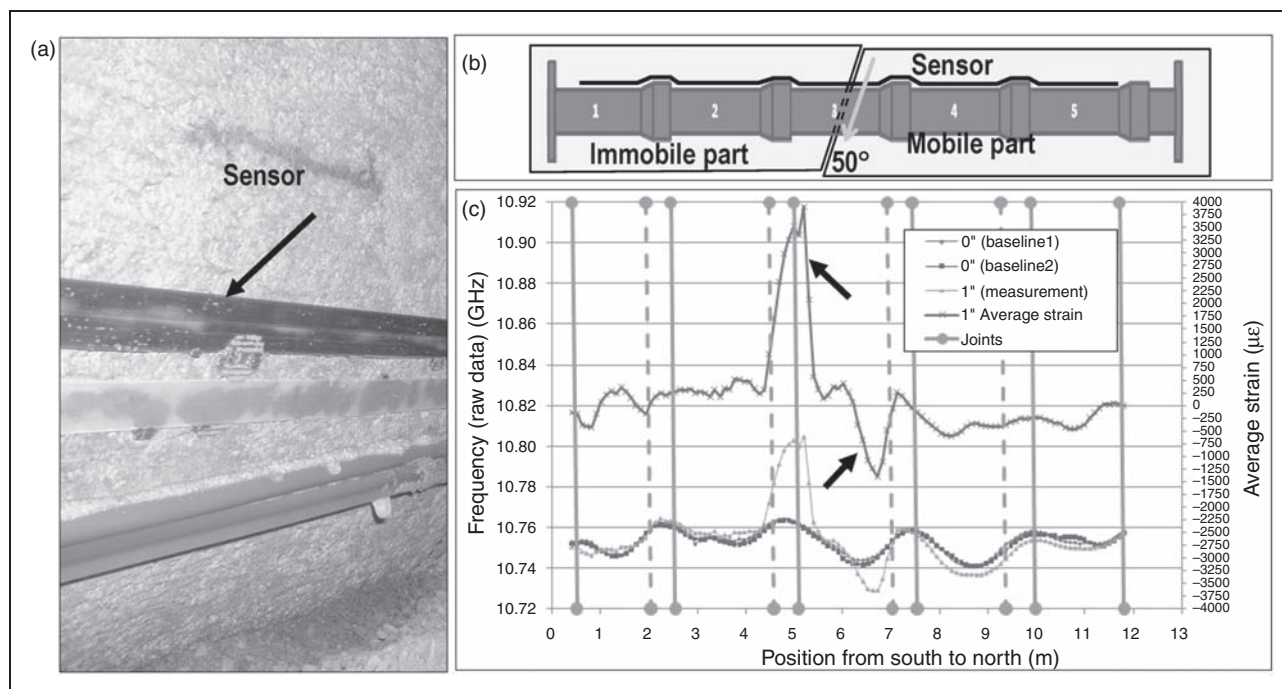 (a)
Sensor
(b)
Sensor
1 2 3 4 5
Immobile part
50°
Mobile part
(c)
Frequency (raw data) (GHz)
10.92
10.90
10.88
10.86
10.84
10.82
10.80
10.78
10.76
10.74
10.72
0" (baseline1)
0" (baseline2)
1" (measurement)
1" Average strain
Joints
4000
3750
3500
3250
3000
2750
2500
2250
2000
1750
1500
1250
1000
750
500
250
0
−250
−500
−750
−1000
−1250
−1500
−1750
−2000
−2250
−2500
−2750
−3000
−3250
−3500
−3750
−4000
Average strain (με)
0 1 2 3 4 5 6 7 8 9 10 11 12 13
Position from south to north (m)